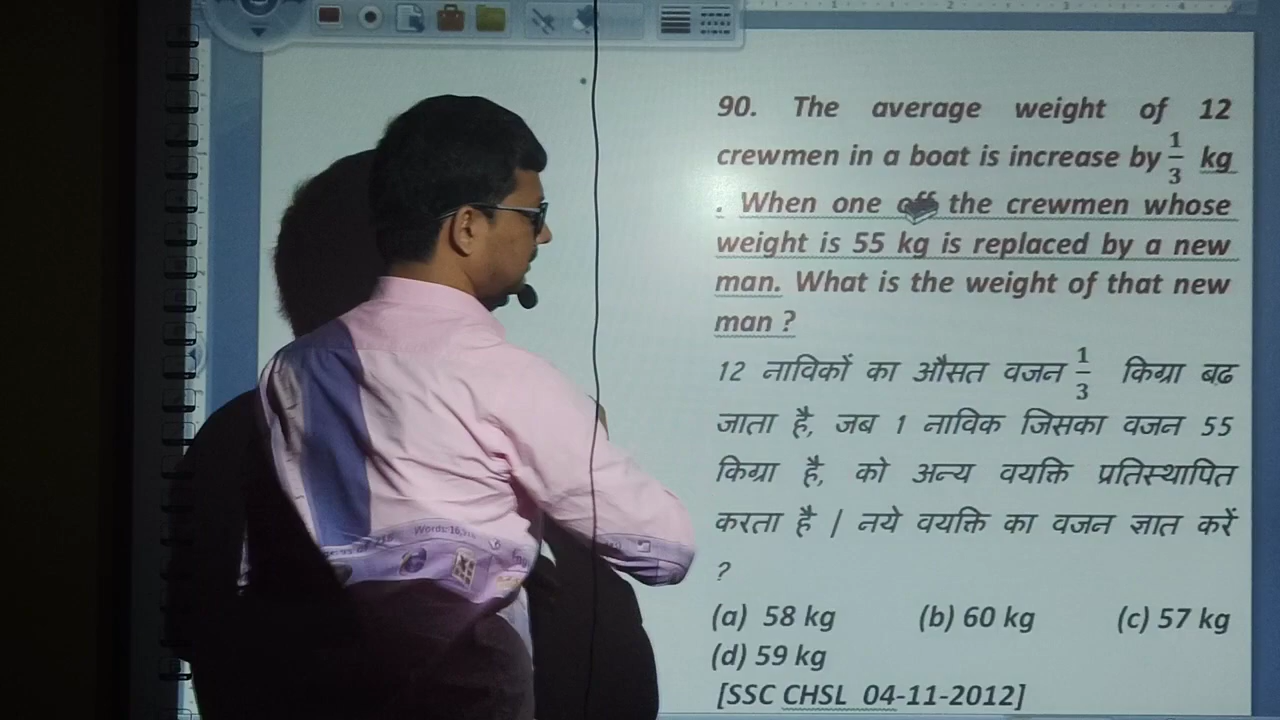 90. The average weight of 12
crewmen in a boat is increase by 1/3 kg
. When one off the crewmen whose
weight is 55 kg is replaced by a new
man. What is the weight of that new
man ?
12 नाविकों का औसत वजन 1/3 किग्रा बढ
जाता है, जब 1 नाविक जिसका वजन 55
किग्रा है, को अन्य वयक्ति प्रतिस्थापित
करता है / नये वयक्ति का वजन ज्ञात करें
?
(a) 58 kg (b) 60 kg (c) 57 kg
(d) 59 kg
[SSC CHSL 04-11-2012]